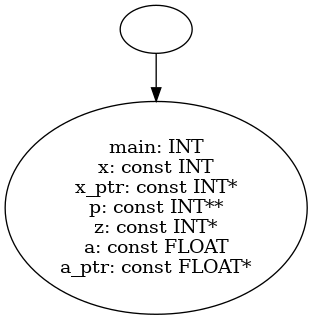 main: INT
x: const INT
x_ptr: const INT*
p: const INT**
z: const INT*
a: const FLOAT
a_ptr: const FLOAT*